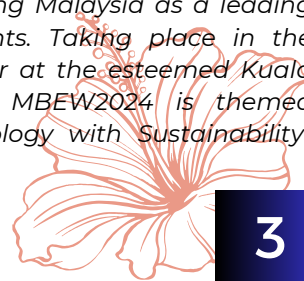 ng Malaysia as a leading
nts. Taking place in the
r at the esteemed Kuala
MBEW2024 is themed
ology with Sustainability
3